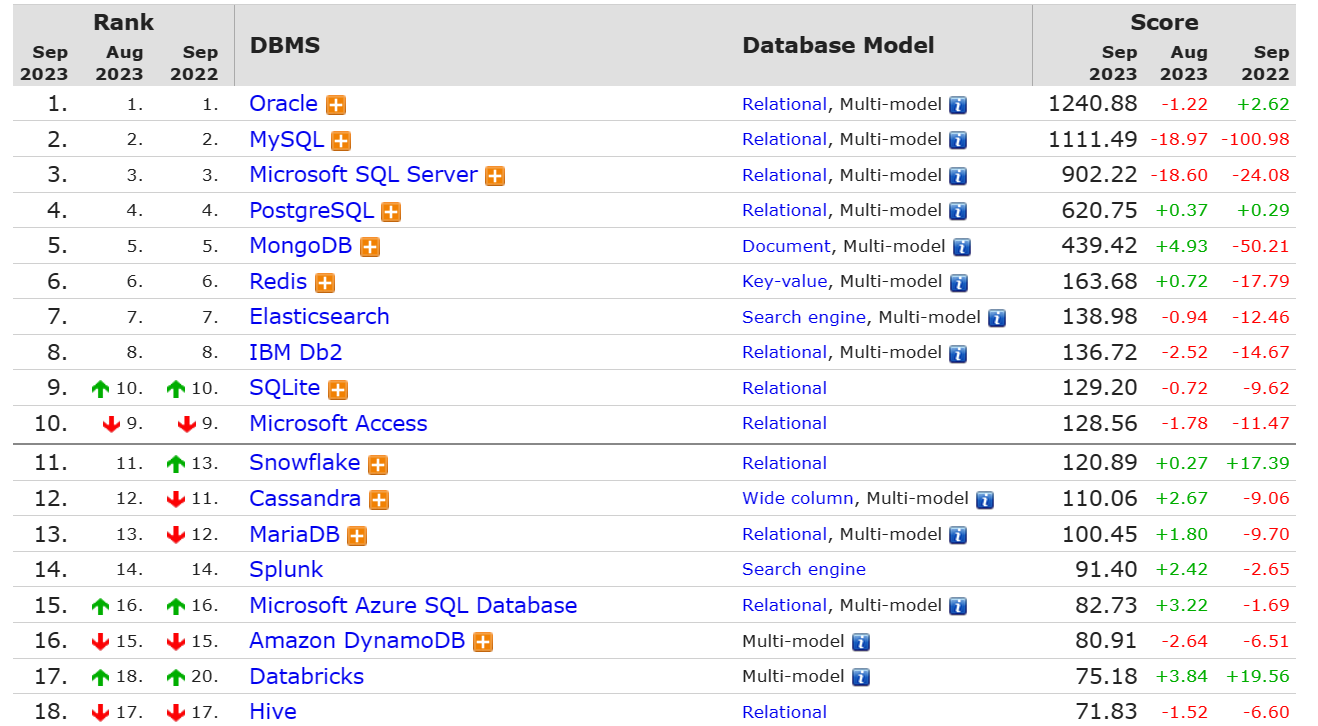 Rank Score
Sep Aug Sep DBMS Database Model Sep Aug Sep
2023 2023 2022 2023 2023 2022
1. 1. 1. Oracle Relational, Multi-model 1240.88 -1.22 +2.62
2. 2. 2. MySQL Relational, Multi-model 1111.49 -18.97 -100.98
3. 3. 3. Microsoft SQL Server Relational, Multi-model 902.22 -18.60 -24.08
4. 4. 4. PostgreSQL Relational, Multi-model 620.75 +0.37 +0.29
5. 5. 5. MongoDB Document, Multi-model 439.42 +4.93 -50.21
6. 6. 6. Redis Key-value, Multi-model 163.68 +0.72 -17.79
7. 7. 7. Elasticsearch Search engine, Multi-model 138.98 -0.94 -12.46
8. 8. 8. IBM Db2 Relational, Multi-model 136.72 -2.52 -14.67
9. 10. 10. SQLite Relational 129.20 -0.72 -9.62
10. 9. 9. Microsoft Access Relational 128.56 -1.78 -11.47
11. 11. 13. Snowflake Relational 120.89 +0.27 +17.39
12. 12. 11. Cassandra Wide column, Multi-model 110.06 +2.67 -9.06
13. 13. 12. MariaDB Relational, Multi-model 100.45 +1.80 -9.70
14. 14. 14. Splunk Search engine 91.40 +2.42 -2.65
15. 16. 16. Microsoft Azure SQL Database Relational, Multi-model 82.73 +3.22 -1.69
16. 15. 15. Amazon DynamoDB Multi-model 80.91 -2.64 -6.51
17. 18. 20. Databricks Multi-model 75.18 +3.84 +19.56
18. 17. 17. Hive Relational 71.83 -1.52 -6.60